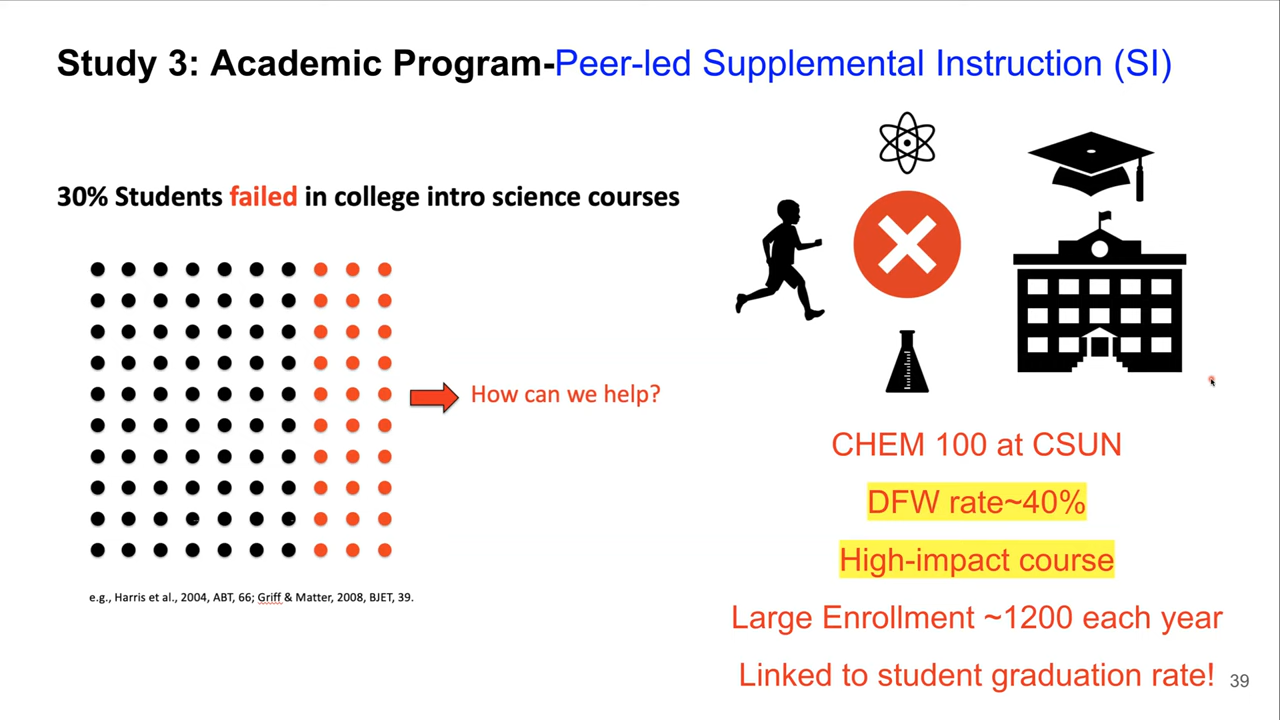 Study 3: Academic Program-Peer-led Supplemental Instruction (SI)
30% Students failed in college intro science courses
How can we help?
e.g., Harris et al., 2004, ABT, 66; Griff & Matter, 2008, BJET, 39.
CHEM 100 at CSUN
DFW rate~40%
High-impact course
Large Enrollment ~1200 each year
Linked to student graduation rate!
39